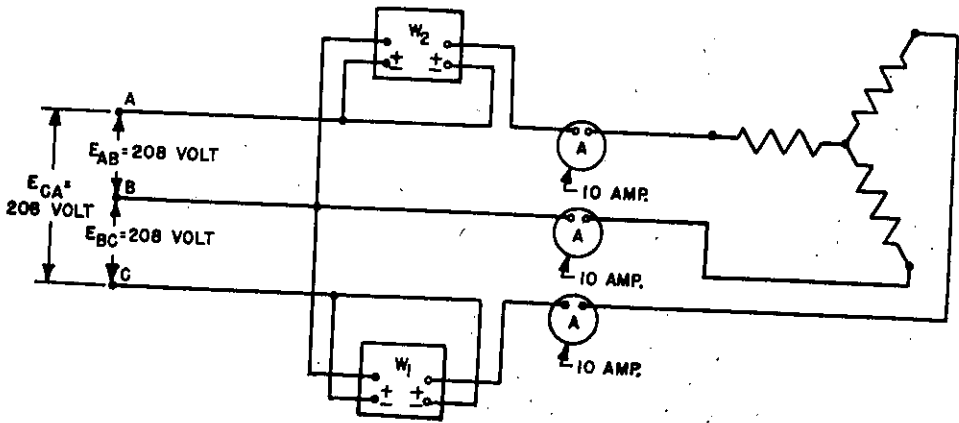 W2
± ±
A
EAB=208 VOLT
ECA=
208 VOLT
B
EBC=208 VOLT
C
A
10 AMP.
A
10 AMP.
A
10 AMP.
W1
± ±